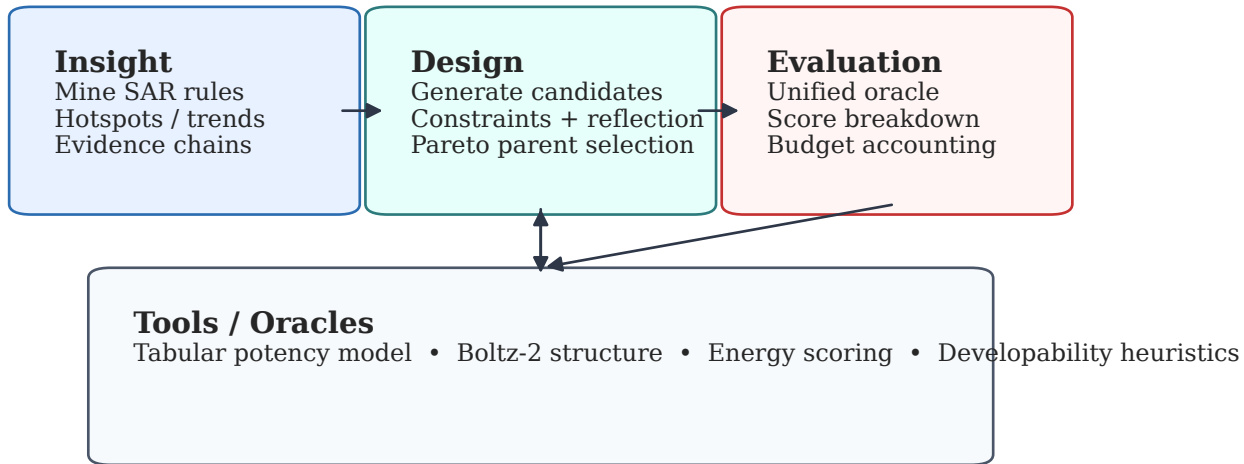 Insight
Mine SAR rules
Hotspots / trends
Evidence chains
Design
Generate candidates
Constraints + reflection
Pareto parent selection
Evaluation
Unified oracle
Score breakdown
Budget accounting
Tools / Oracles
Tabular potency model • Boltz-2 structure • Energy scoring • Developability heuristics